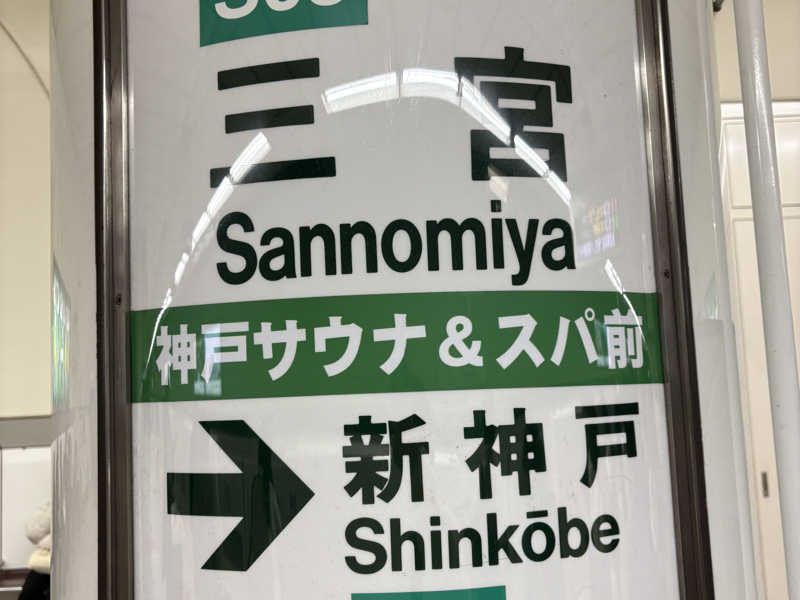 三宮
Sannomiya
神戸サウナ&スパ前
→ 新神戸
Shinkōbe